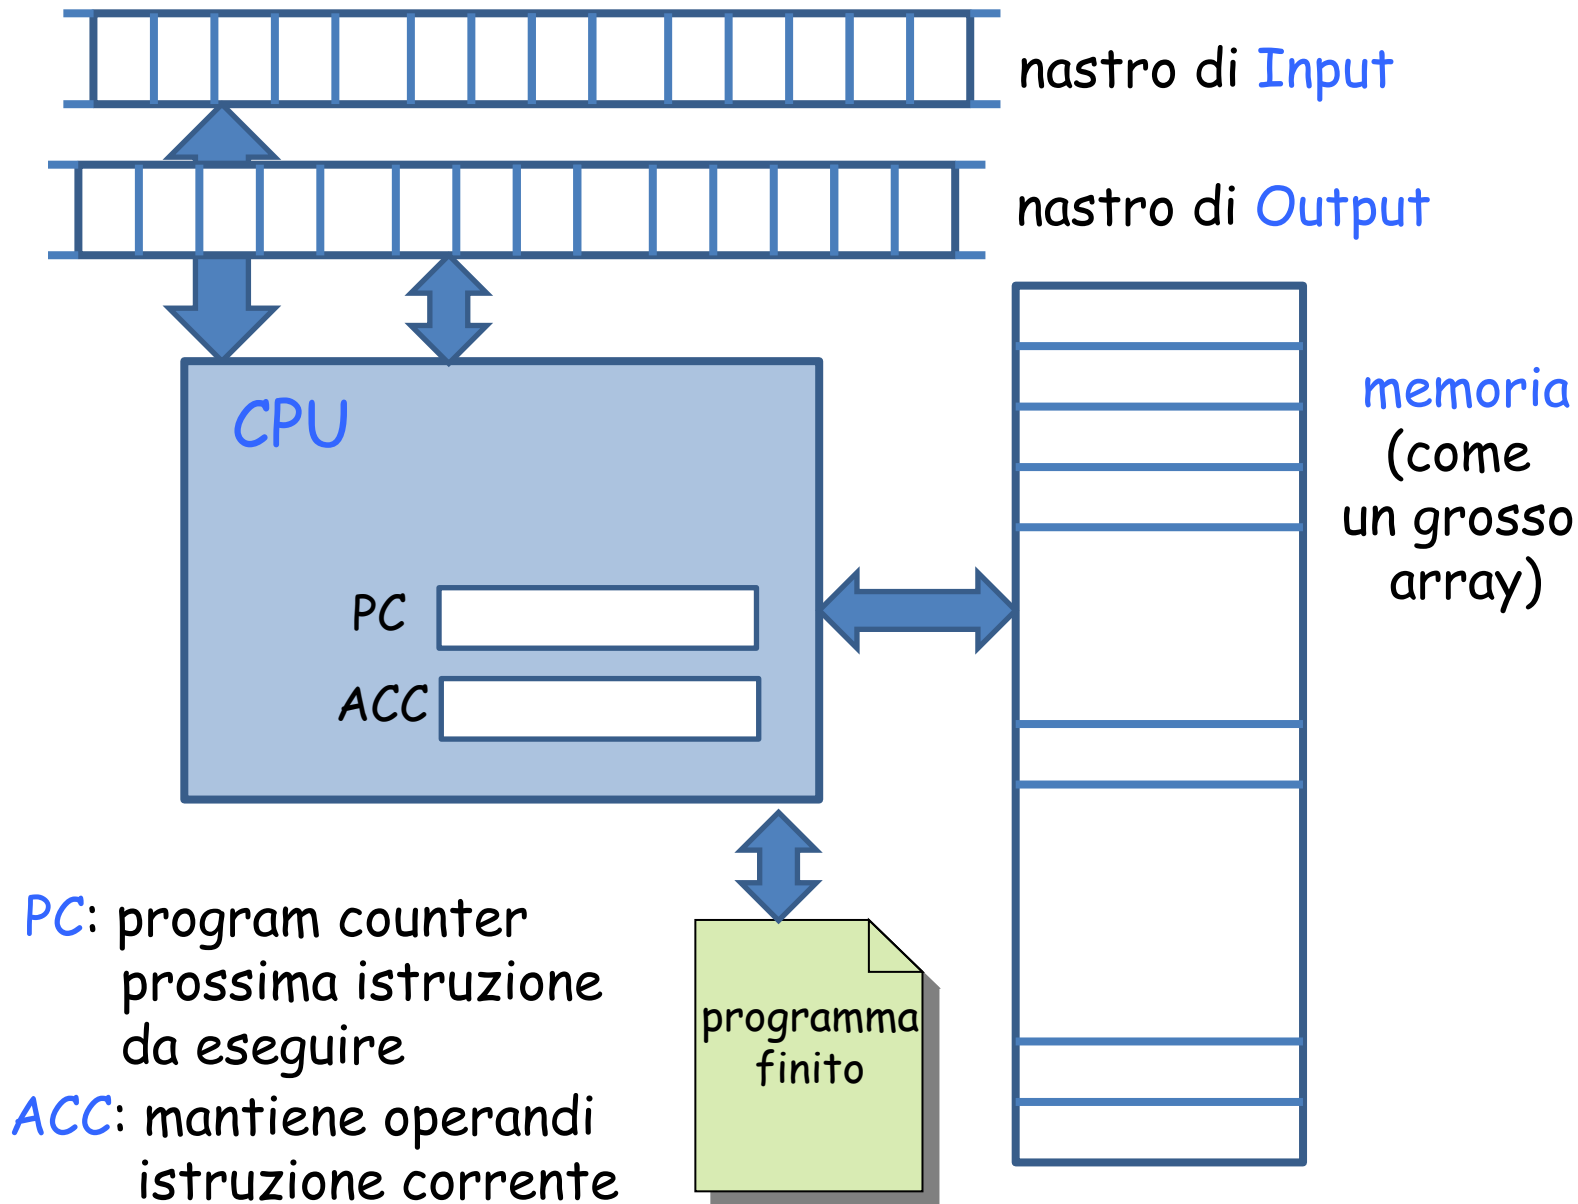 nastro di Input
nastro di Output
memoria
(come
un grosso
array)
CPU
PC
ACC
PC: program counter
prossima istruzione
da eseguire
ACC: mantiene operandi
istruzione corrente
programma
finito